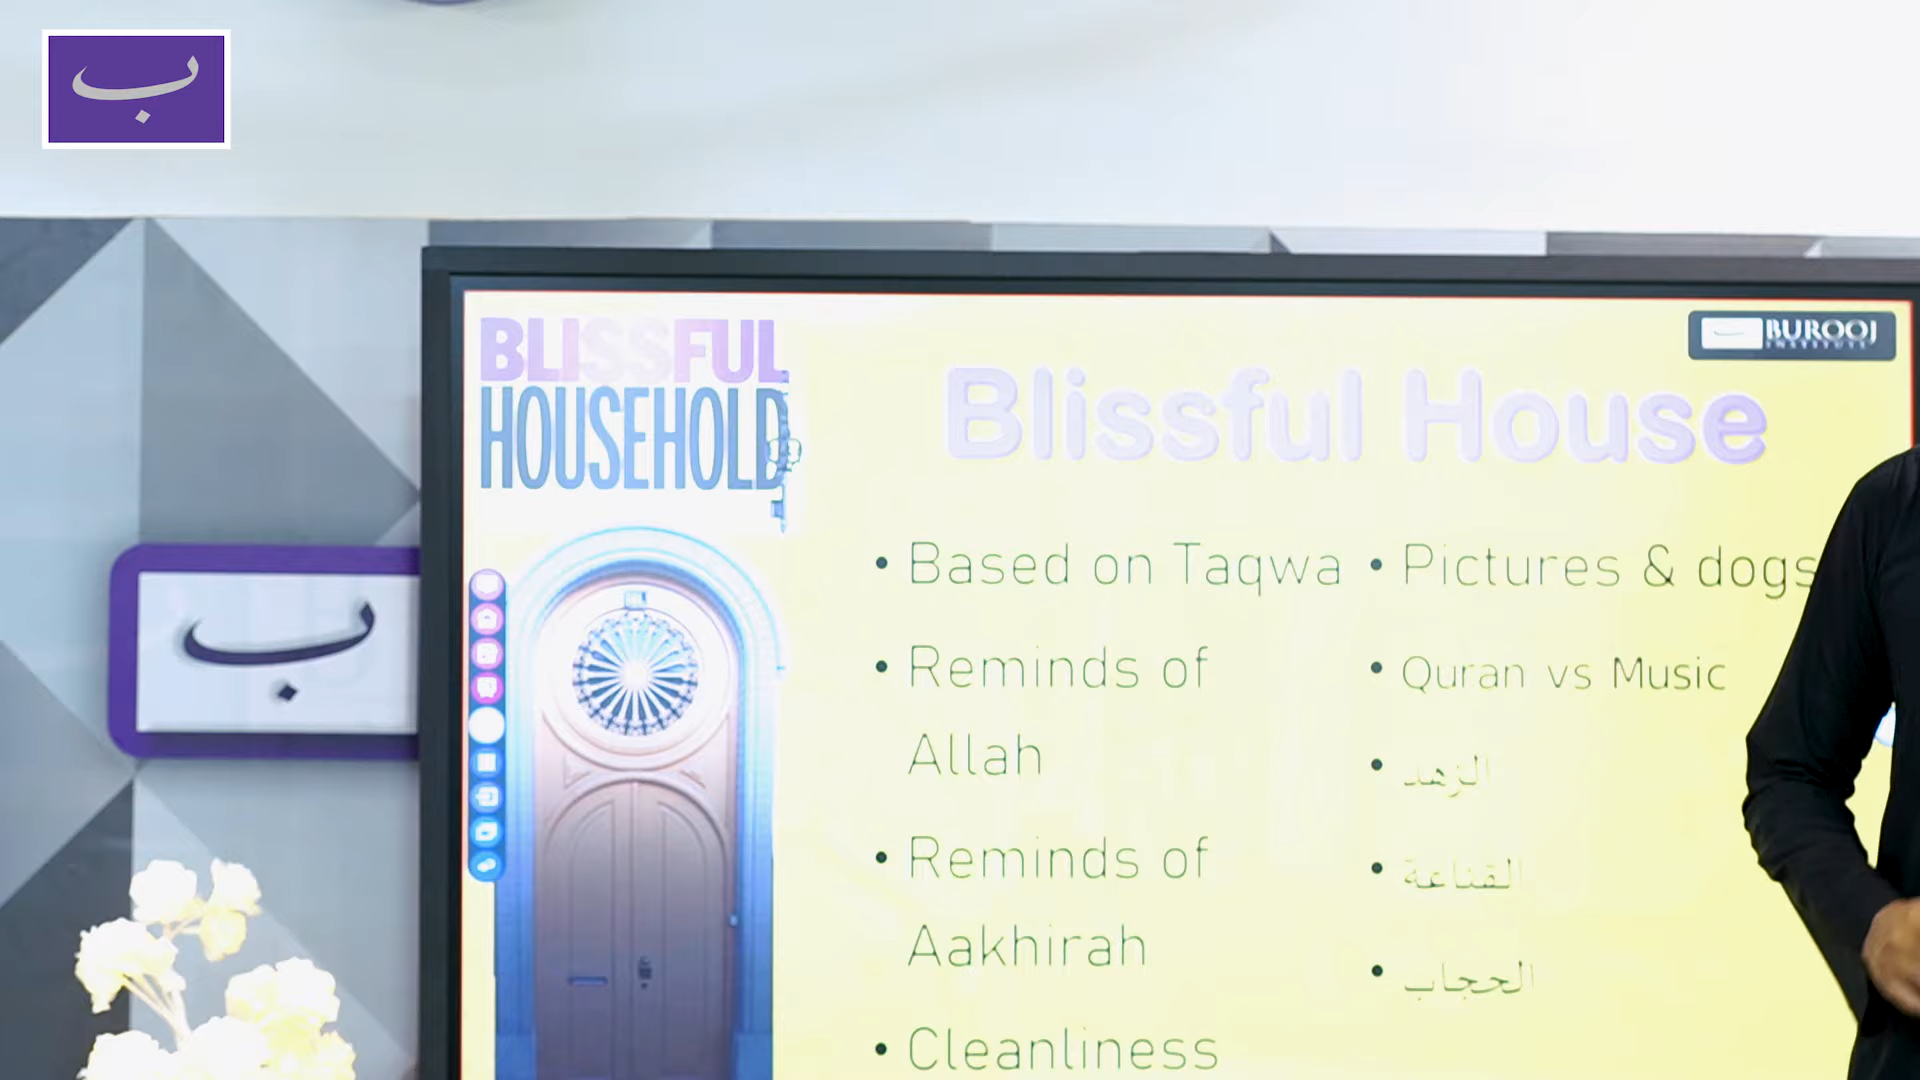 ب
BLISSFUL
HOUSEHOLD
BUROOJ
INSTITUTE
Blissful House
• Based on Taqwa
• Reminds of
Allah
• Reminds of
Aakhirah
• Cleanliness
• Pictures & dogs
• Quran vs Music
• الزهد
• القناعة
• الحجاب
ب